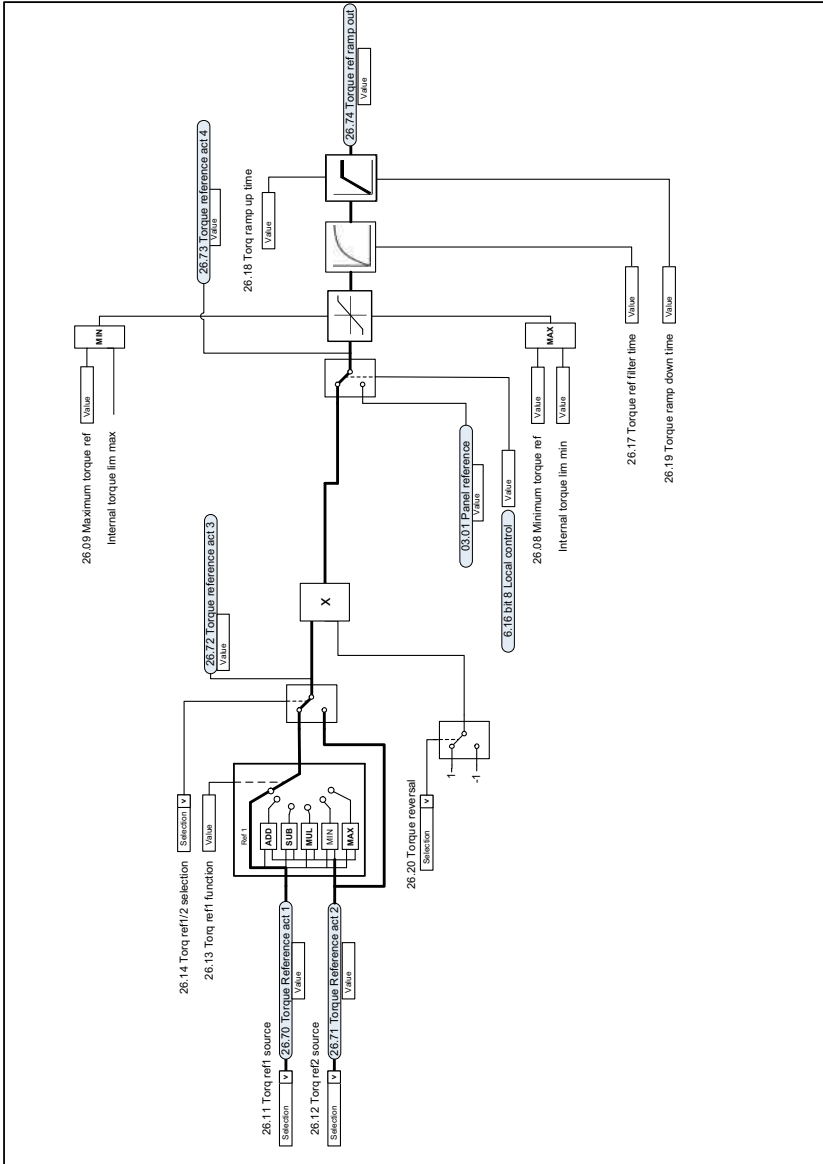 26.11 Torq ref1 source
Selection v
26.70 Torque Reference act 1
Value
26.12 Torq ref2 source
Selection v
26.71 Torque Reference act 2
Value
26.14 Torq ref1/2 selection
Selection v
26.13 Torq ref1 function
Value
Ref 1
ADD
SUB
MUL
MIN
MAX
26.20 Torque reversal
Selection v
1
-1
26.72 Torque reference act 3
Value
X
03.01 Panel reference
Value
6.16 bit 8 Local control
Value
26.09 Maximum torque ref
Value
Internal torque lim max
MIN
26.73 Torque reference act 4
Value
26.08 Minimum torque ref
Value
Internal torque lim min
Value
MAX
26.18 Torq ramp up time
Value
26.17 Torque ref filter time
Value
26.19 Torque ramp down time
Value
26.74 Torque ref ramp out
Value